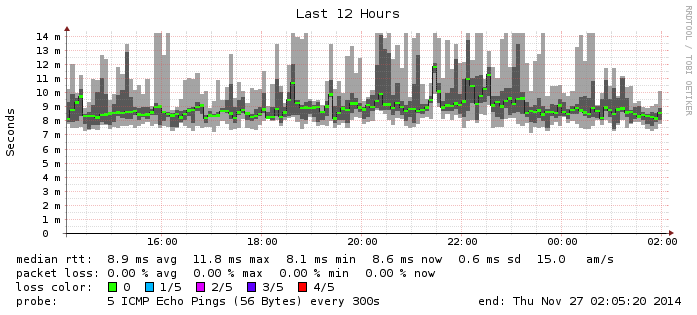 Last 12 Hours
RRDTOOL / TOBI OETIKER
Seconds
14 m
13 m
12 m
11 m
10 m
9 m
8 m
7 m
6 m
5 m
4 m
3 m
2 m
1 m
0
16:00 18:00 20:00 22:00 00:00 02:00
median rtt: 8.9 ms avg 11.8 ms max 8.1 ms min 8.6 ms now 0.6 ms sd 15.0 am/s
packet loss: 0.00 % avg 0.00 % max 0.00 % min 0.00 % now
loss color: 0 1/5 2/5 3/5 4/5
probe: 5 ICMP Echo Pings (56 Bytes) every 300s end: Thu Nov 27 02:05:20 2014